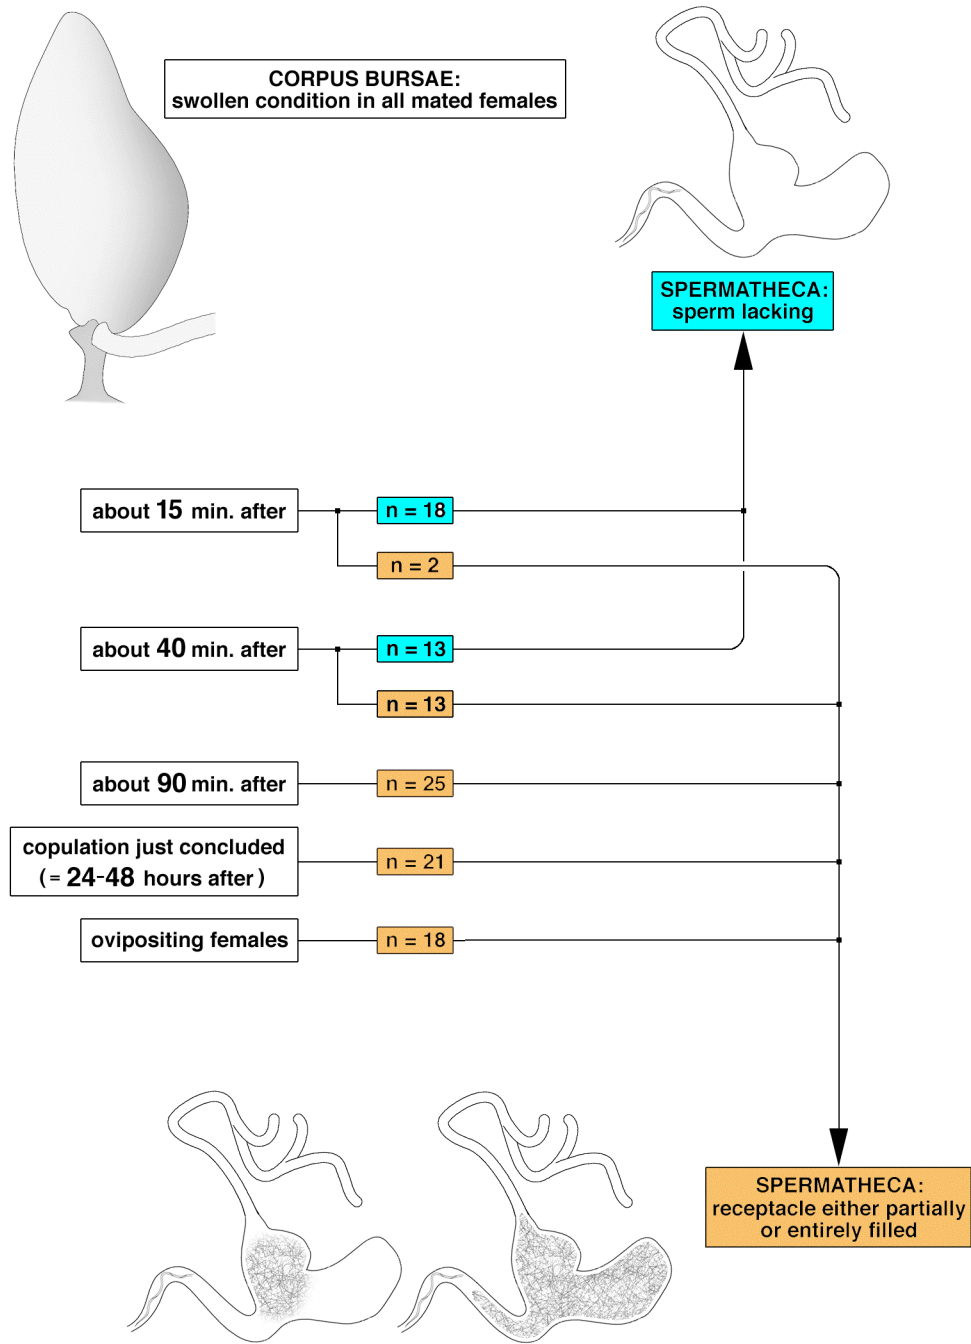 CORPUS BURSAE:
swollen condition in all mated females
SPERMATHECA:
sperm lacking
about 15 min. after
n = 18
n = 2
about 40 min. after
n = 13
n = 13
about 90 min. after
n = 25
copulation just concluded
(= 24-48 hours after)
n = 21
ovipositing females
n = 18
SPERMATHECA:
receptacle either partially
or entirely filled